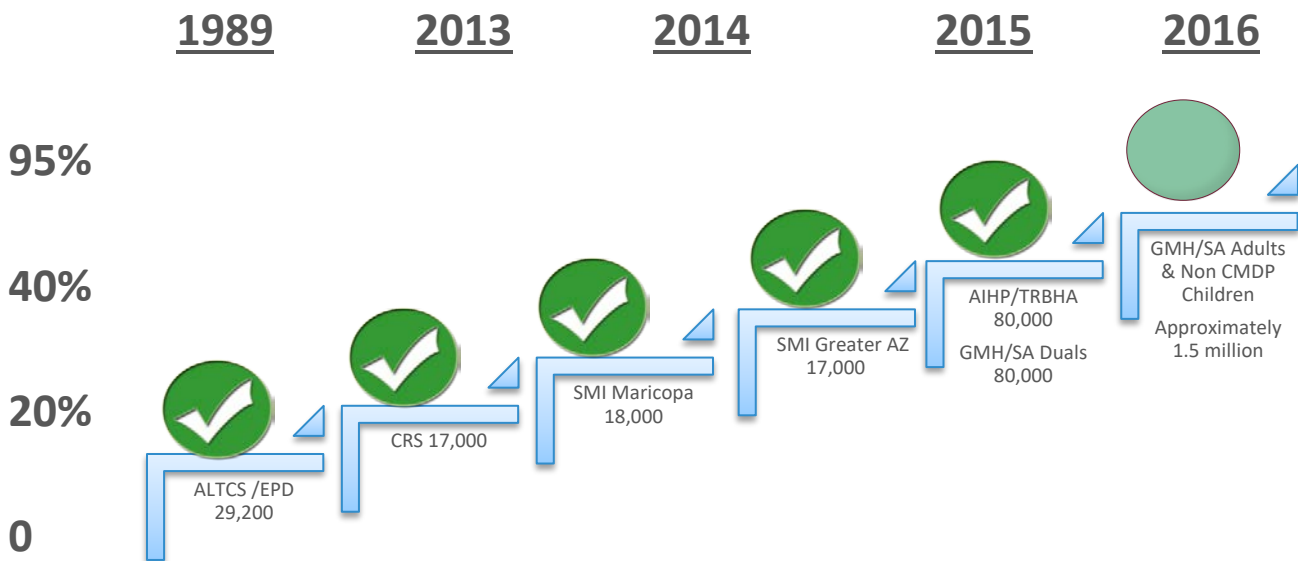 1989
2013
2014
2015
2016
95%
40%
20%
0
ALTCS /EPD
29,200
CRS 17,000
SMI Maricopa
18,000
SMI Greater AZ
17,000
AIHP/TRBHA
80,000
GMH/SA Duals
80,000
GMH/SA Adults
& Non CMDP
Children
Approximately
1.5 million